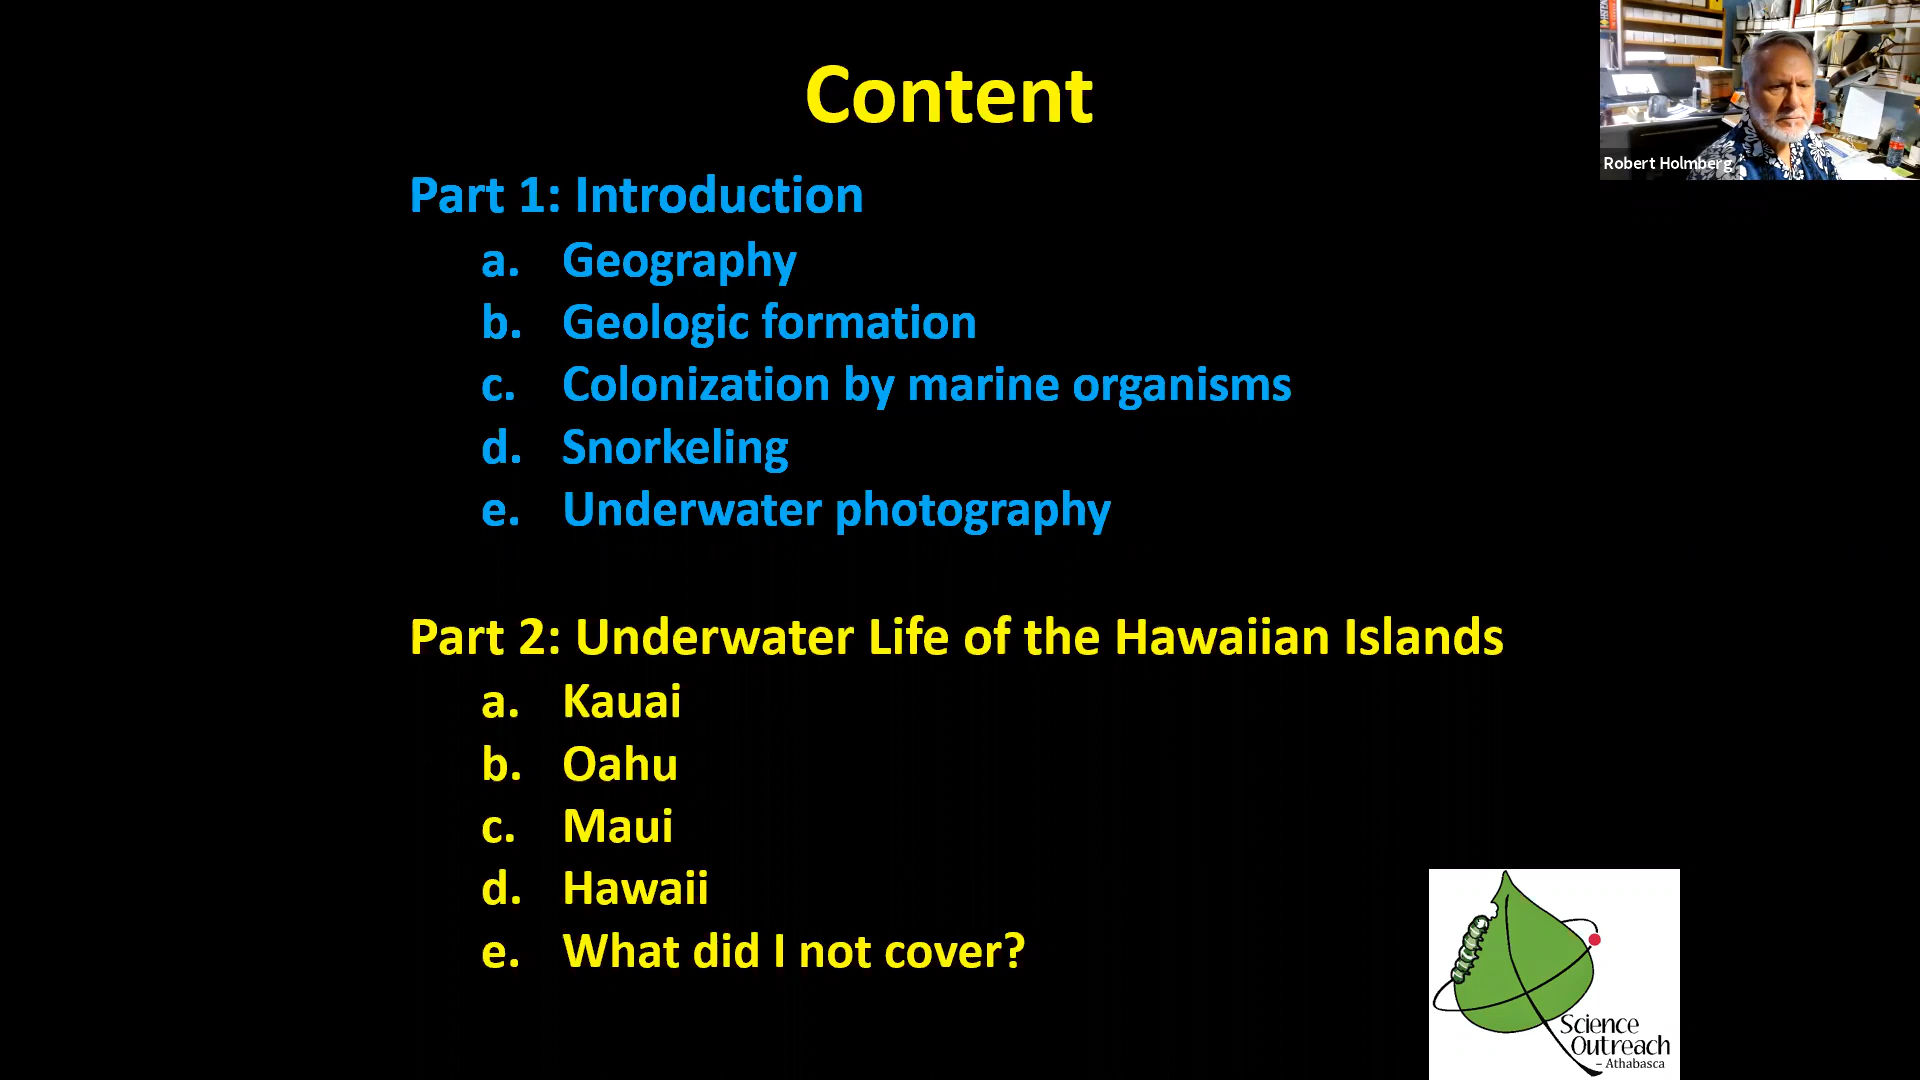 Content
Robert Holmberg
Part 1: Introduction
a. Geography
b. Geologic formation
c. Colonization by marine organisms
d. Snorkeling
e. Underwater photography
Part 2: Underwater Life of the Hawaiian Islands
a. Kauai
b. Oahu
c. Maui
d. Hawaii
e. What did I not cover?
Science
Outreach
– Athabasca